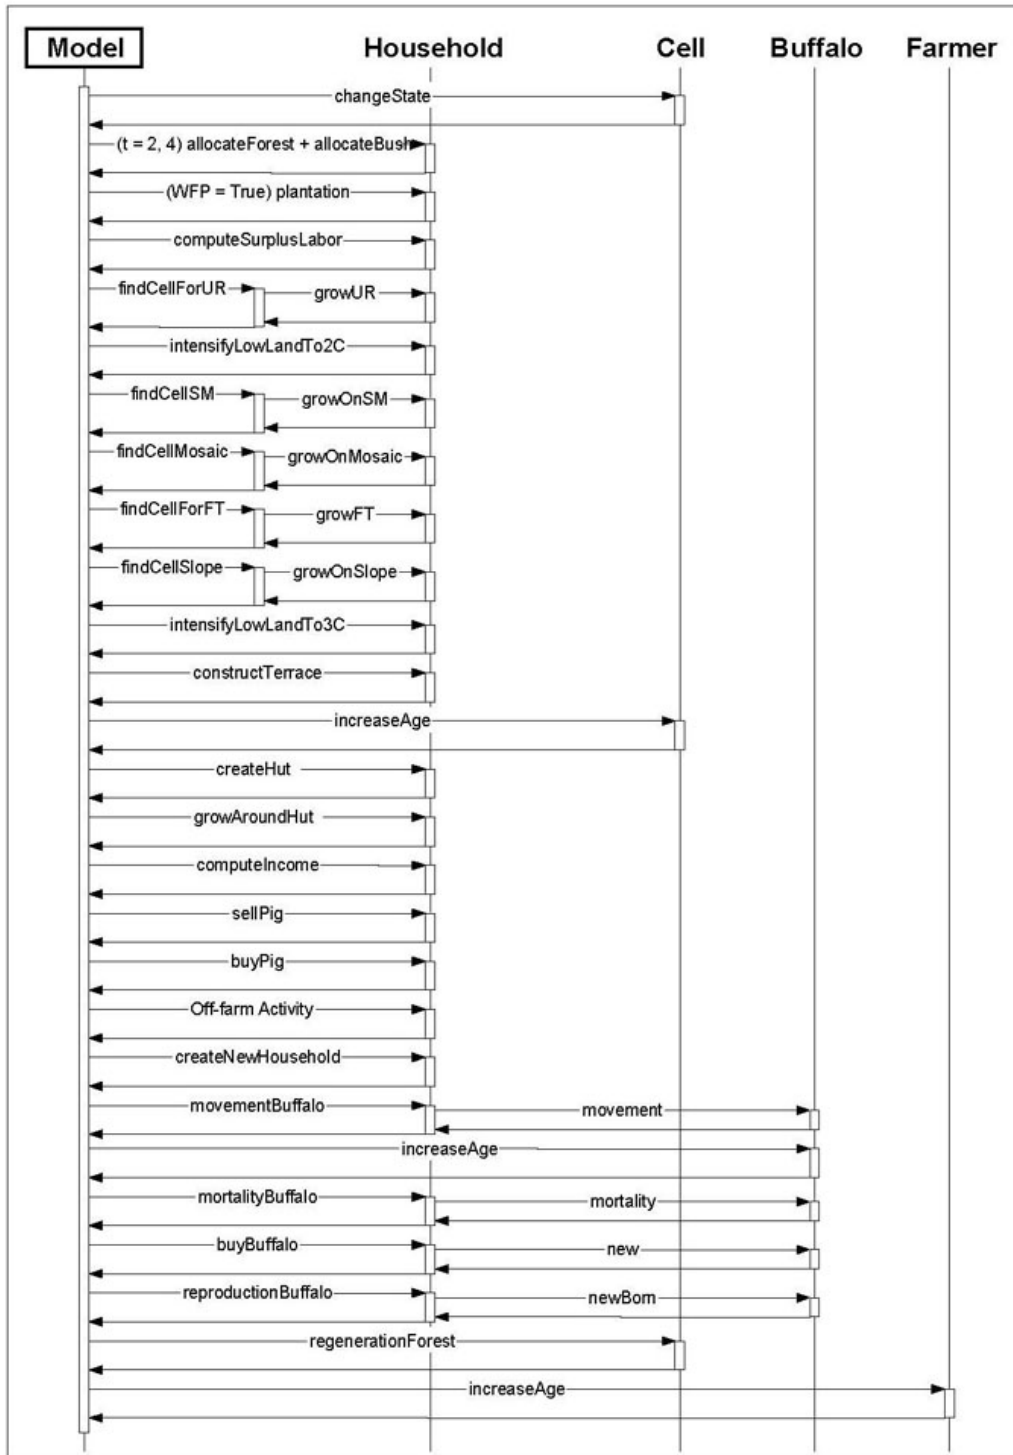 Model Household Cell Buffalo Farmer
changeState
(t = 2, 4) allocateForest + allocateBush
(WFP = True) plantation
computeSurplusLabor
findCellForUR growUR
intensifyLowLandTo2C
findCellSM growOnSM
findCellMosaic growOnMosaic
findCellForFT growFT
findCellSlope growOnSlope
intensifyLowLandTo3C
constructTerrace
increaseAge
createHut
growAroundHut
computeIncome
sellPig
buyPig
Off-farm Activity
createNewHousehold
movementBuffalo movement
increaseAge
mortalityBuffalo mortality
buyBuffalo new
reproductionBuffalo newBorn
regenerationForest
increaseAge